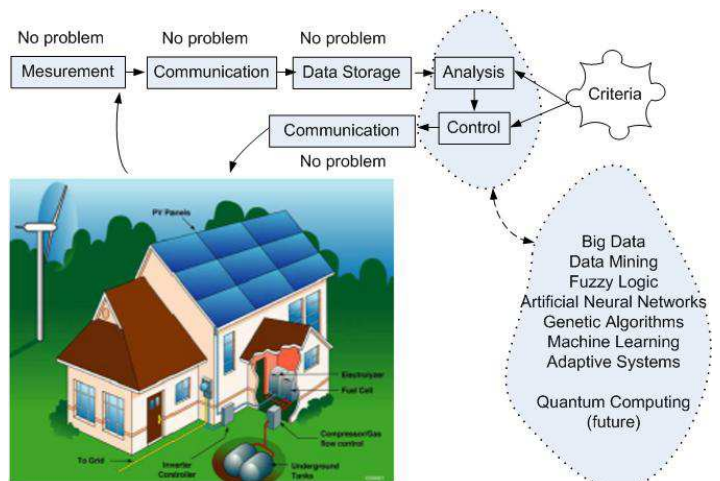 No problem
No problem
No problem
Mesurement
Communication
Data Storage
Analysis
Criteria
Communication
Control
No problem
PV Panels
Electrolyzer
Fuel Cell
Compressor/Gas
flow control
To Grid
Inverter
Controller
Underground
Tanks
Big Data
Data Mining
Fuzzy Logic
Artificial Neural Networks
Genetic Algorithms
Machine Learning
Adaptive Systems
Quantum Computing
(future)